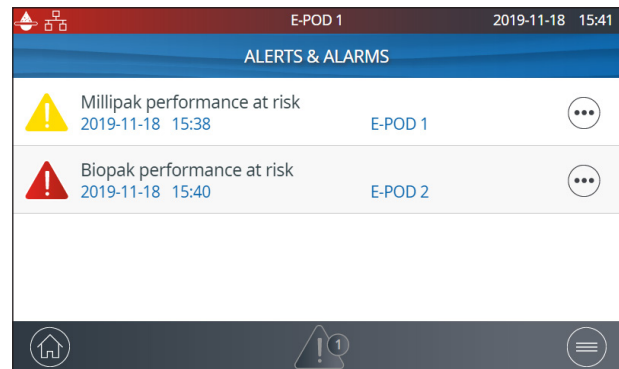 E-POD 1 2019-11-18 15:41
ALERTS & ALARMS
Millipak performance at risk
2019-11-18 15:38 E-POD 1
Biopak performance at risk
2019-11-18 15:40 E-POD 2
1